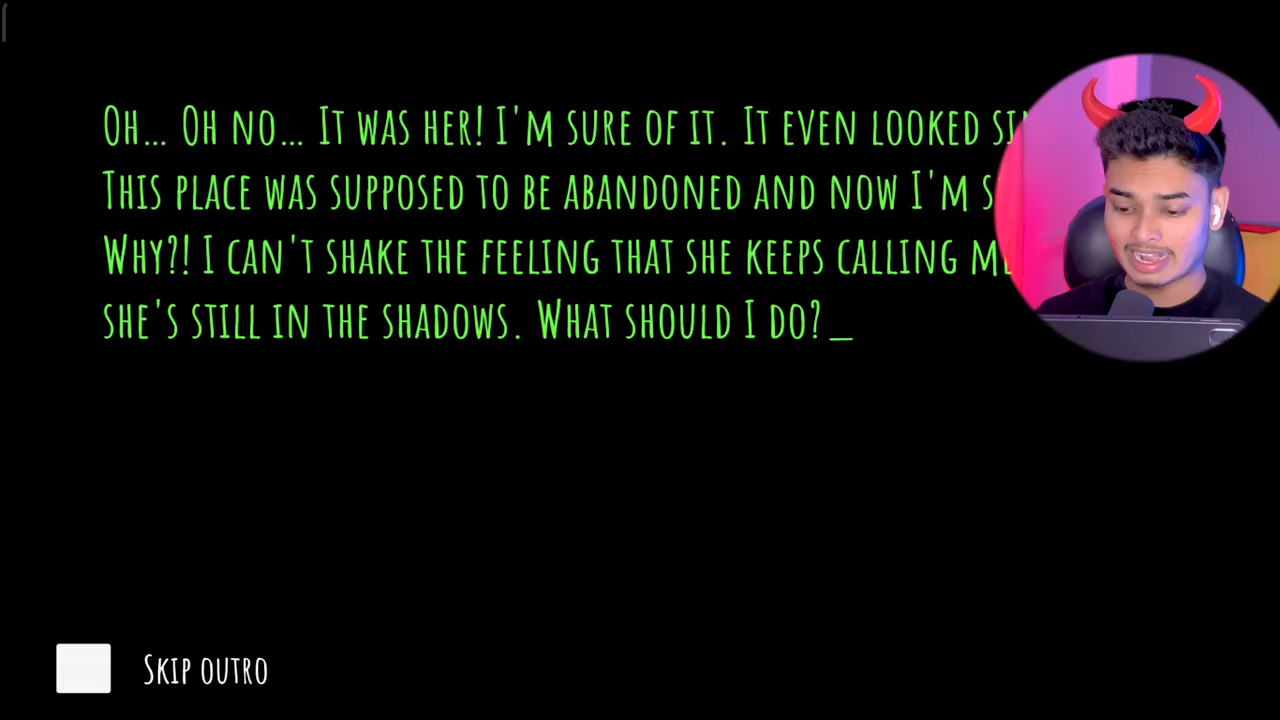 Oh... Oh no... It was her! I'm sure of it. It even looked
This place was supposed to be abandoned and now I'm
Why?! I can't shake the feeling that she keeps calling
she's still in the shadows. What should I do?_
Skip outro